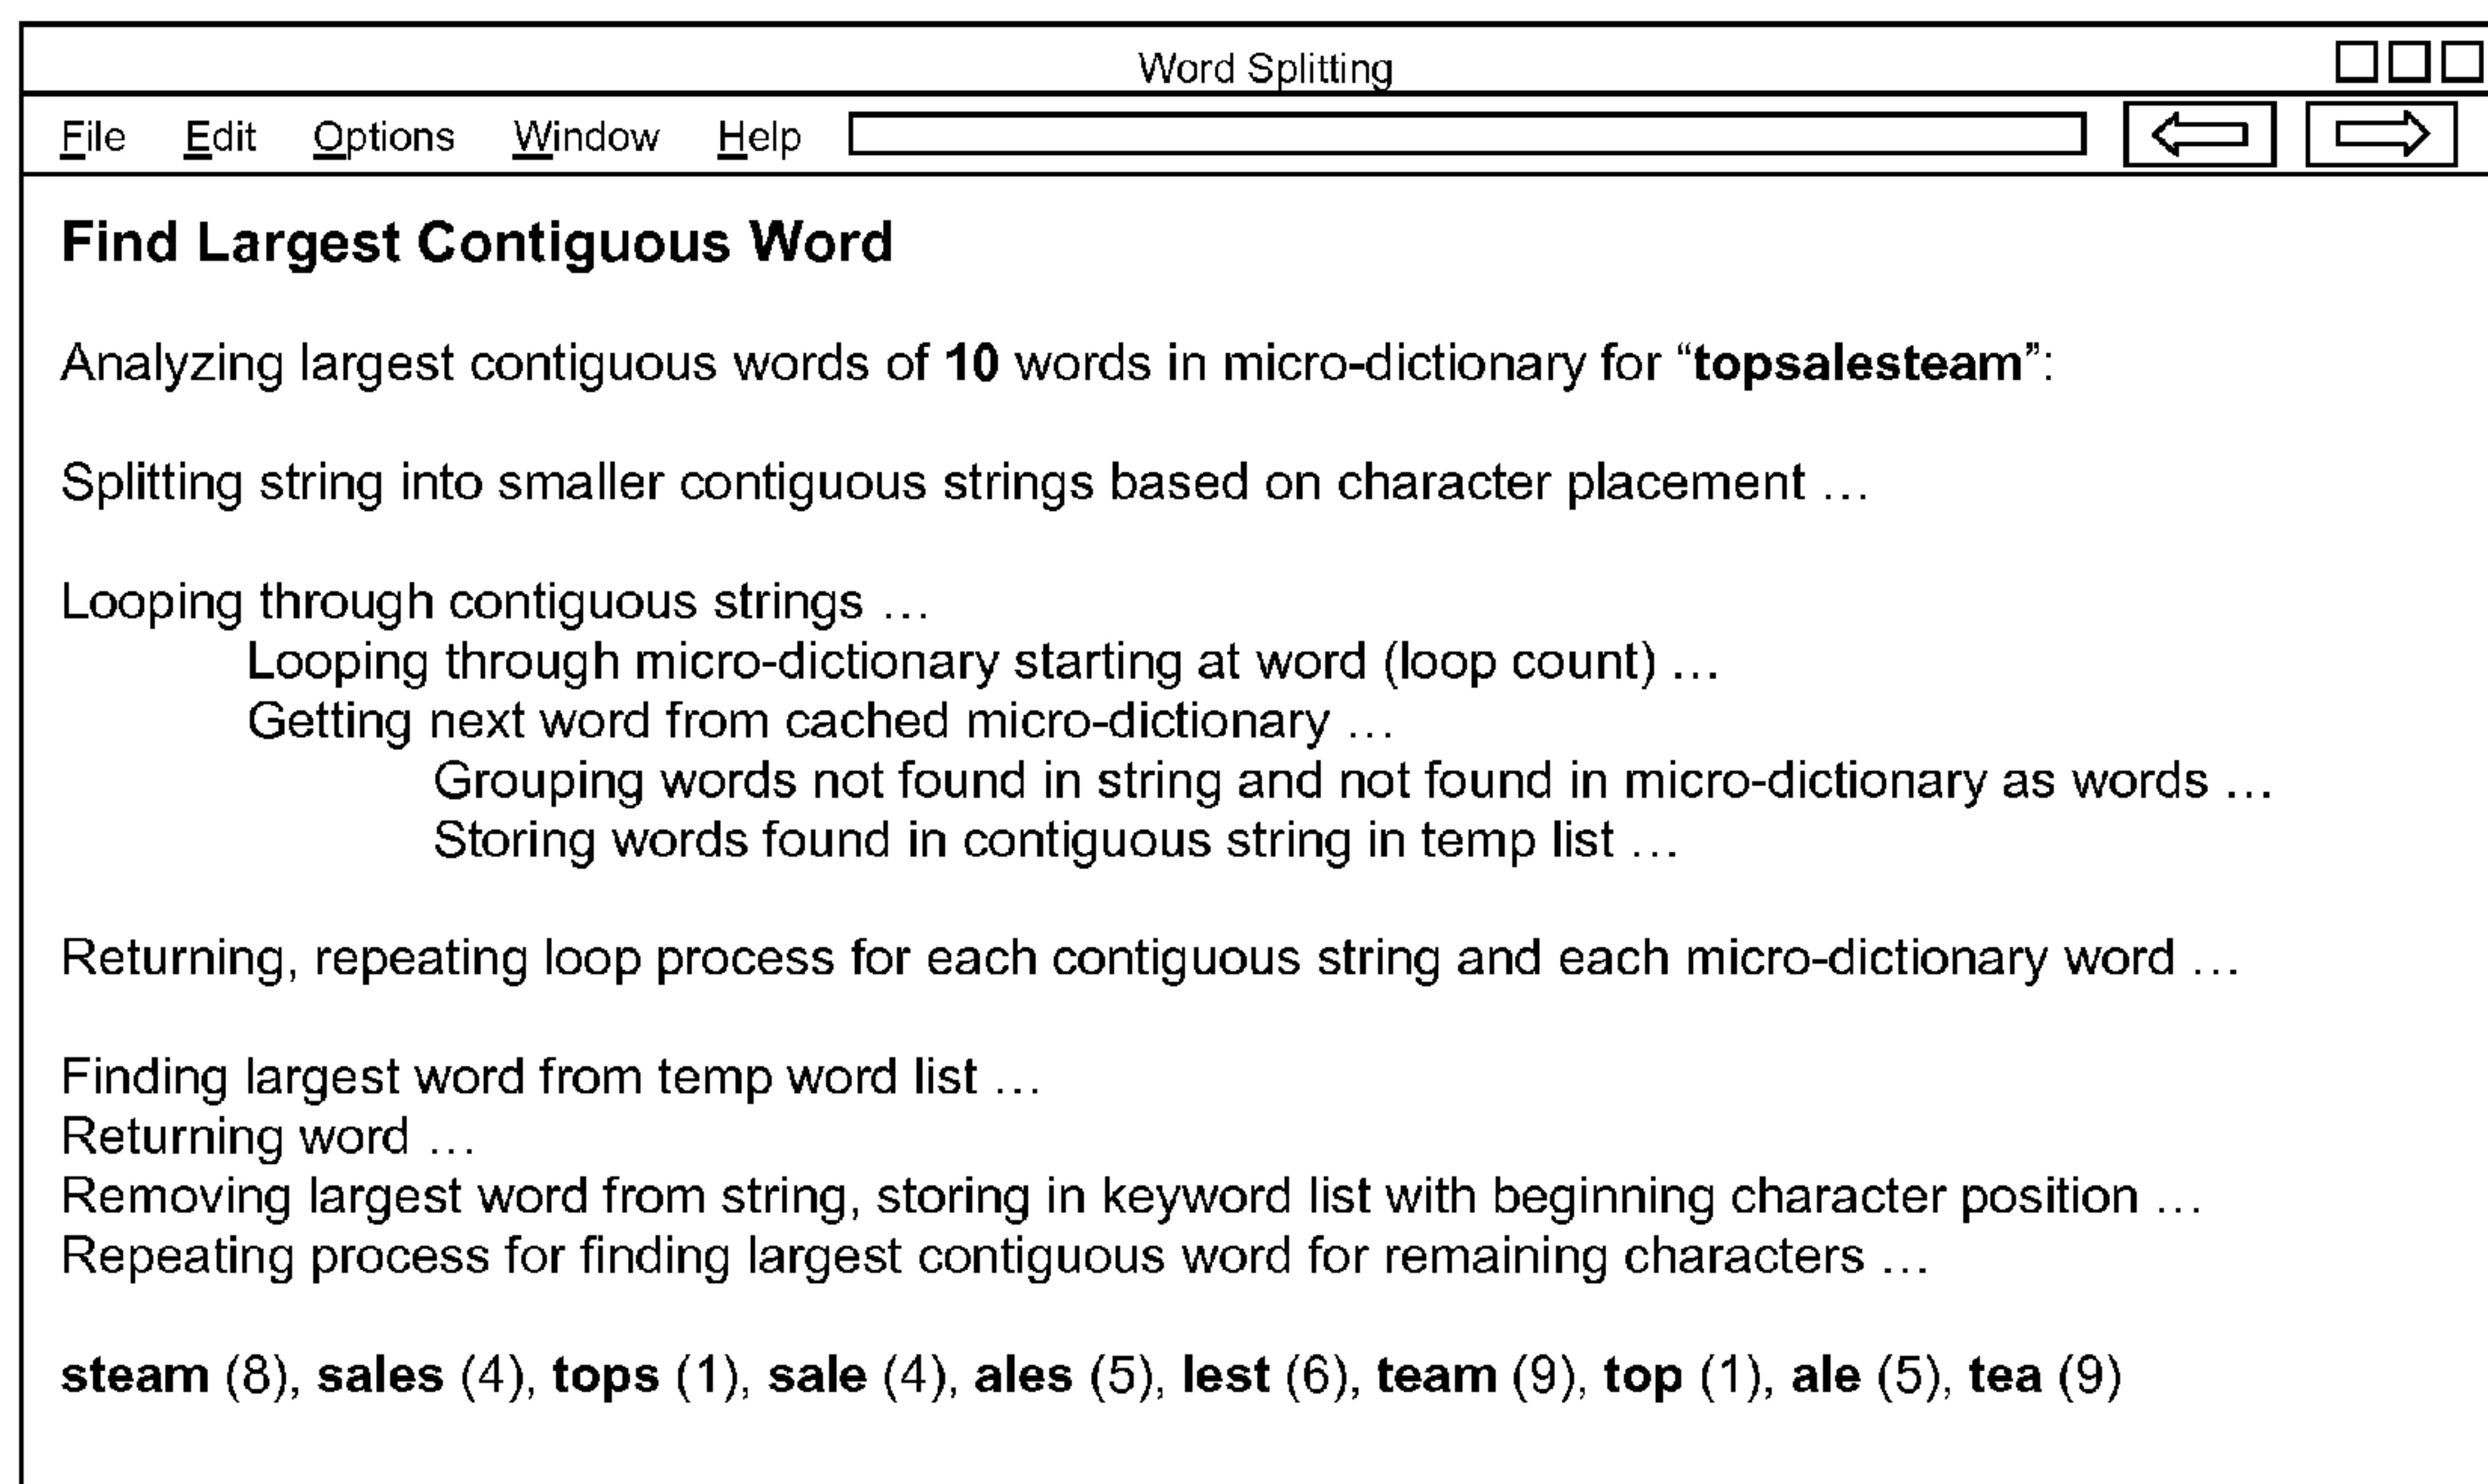 Word Splitting
File Edit Options Window Help
Find Largest Contiguous Word
Analyzing largest contiguous words of 10 words in micro-dictionary for “topsalesteam”:
Splitting string into smaller contiguous strings based on character placement ...
Looping through contiguous strings ...
Looping through micro-dictionary starting at word (loop count) ...
Getting next word from cached micro-dictionary ...
Grouping words not found in string and not found in micro-dictionary as words ...
Storing words found in contiguous string in temp list ...
Returning, repeating loop process for each contiguous string and each micro-dictionary word ...
Finding largest word from temp word list ...
Returning word ...
Removing largest word from string, storing in keyword list with beginning character position ...
Repeating process for finding largest contiguous word for remaining characters ...
steam (8), sales (4), tops (1), sale (4), ales (5), lest (6), team (9), top (1), ale (5), tea (9)